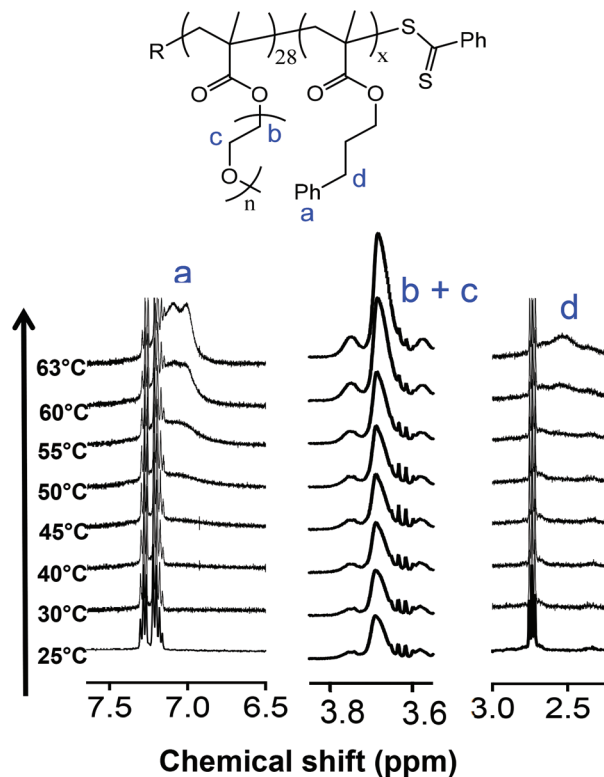 R
28
x
S
Ph
S
O
O
O
O
c
b
O
n
Ph
a
d
a
b + c
d
63°C
60°C
55°C
50°C
45°C
40°C
30°C
25°C
7.5 7.0 6.5 3.8 3.6 3.0 2.5
Chemical shift (ppm)